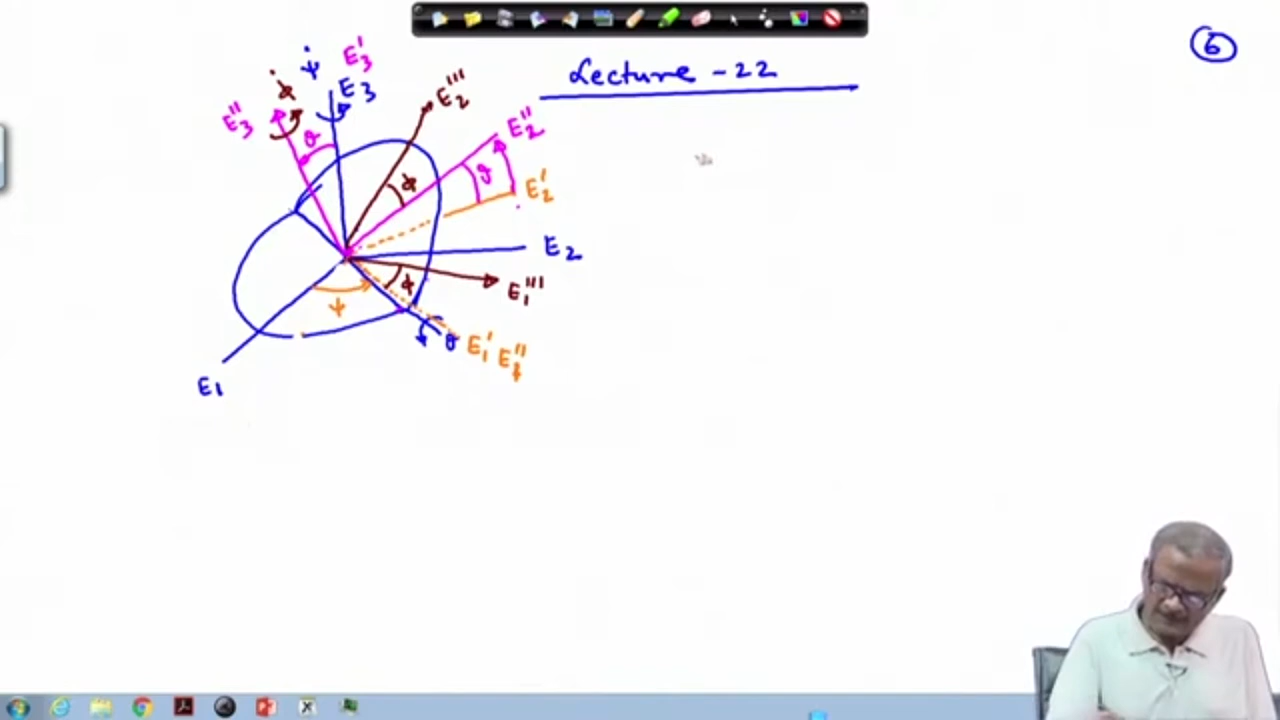 Lecture - 22
6
ψ̇
E3'
ϕ̇
E3
E2'''
E3''
θ
E2''
ϕ
θ
E2'
E2
ϕ
E1'''
ψ
θ
E1' E1''
E1